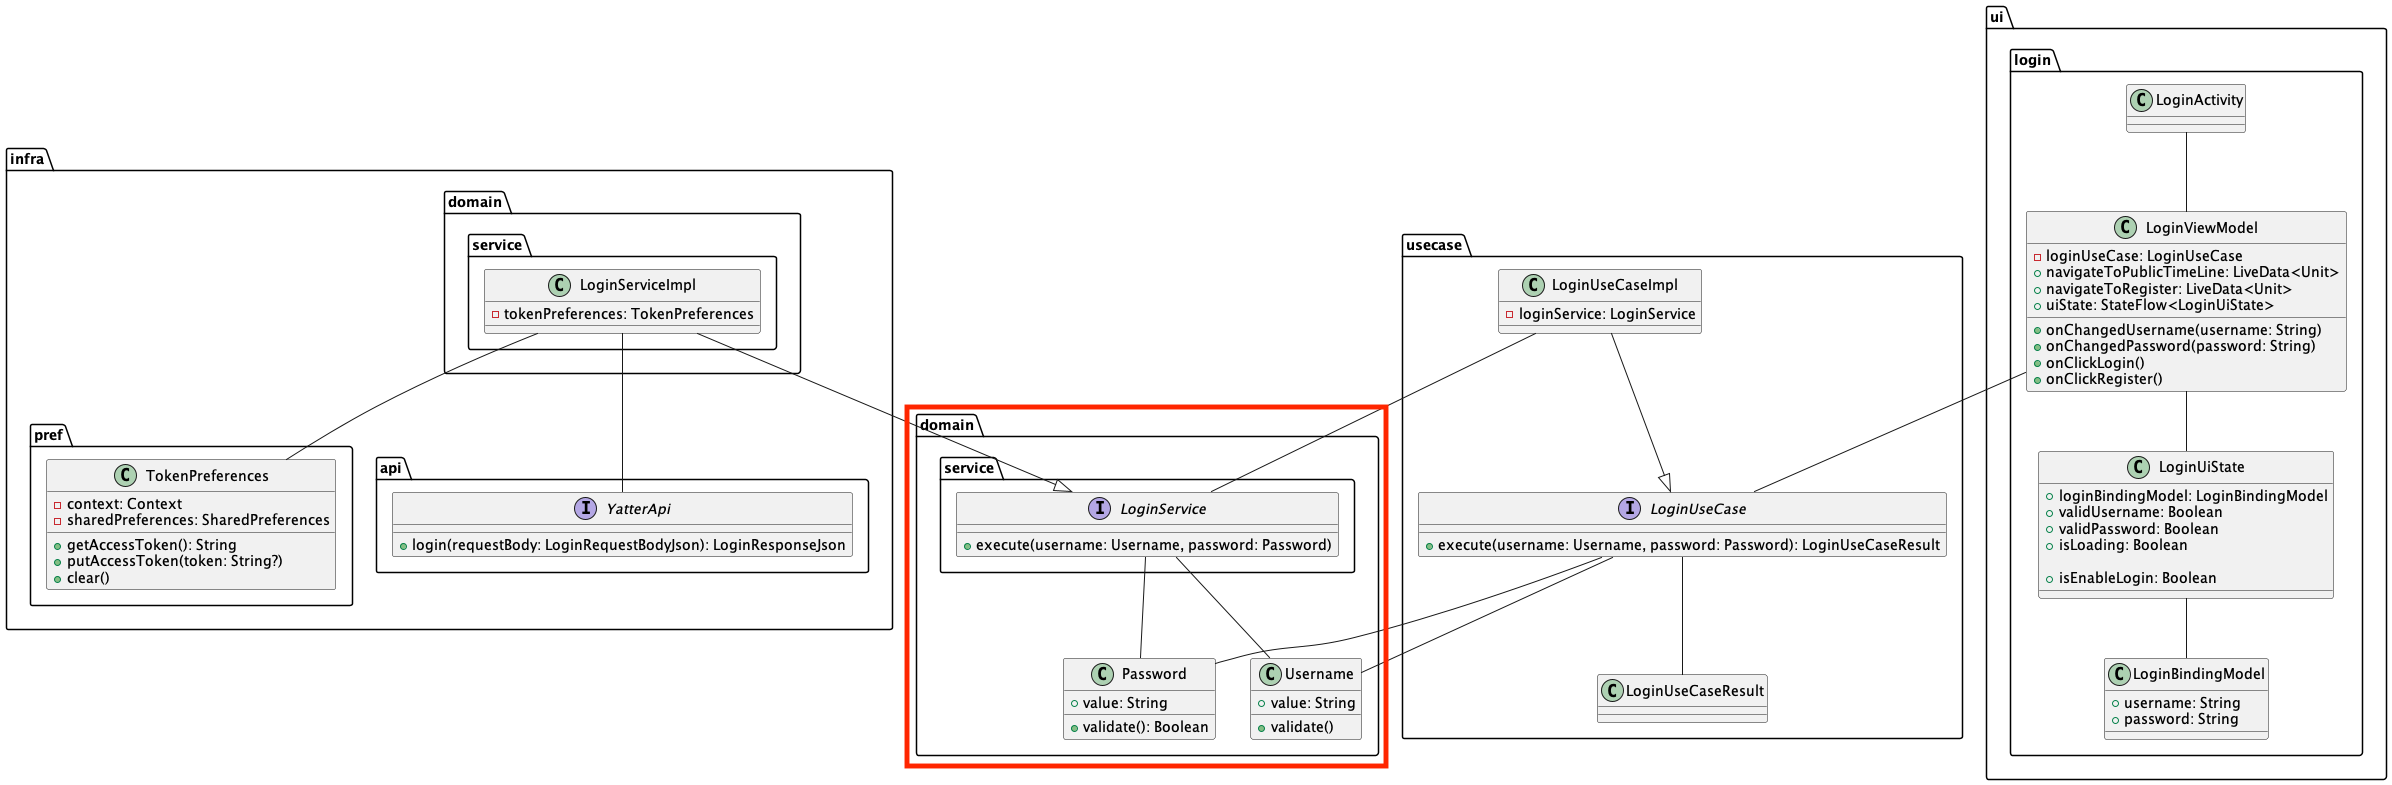 infra
domain
service
C LoginServiceImpl
tokenPreferences: TokenPreferences
pref
C TokenPreferences
context: Context
sharedPreferences: SharedPreferences
getAccessToken(): String
putAccessToken(token: String?)
clear()
api
I YatterApi
login(requestBody: LoginRequestBodyJson): LoginResponseJson
domain
service
I LoginService
execute(username: Username, password: Password)
C Password
value: String
validate(): Boolean
C Username
value: String
validate()
usecase
C LoginUseCaseImpl
loginService: LoginService
I LoginUseCase
execute(username: Username, password: Password): LoginUseCaseResult
C LoginUseCaseResult
ui
login
C LoginActivity
C LoginViewModel
loginUseCase: LoginUseCase
navigateToPublicTimeLine: LiveData<Unit>
navigateToRegister: LiveData<Unit>
uiState: StateFlow<LoginUiState>
onChangedUsername(username: String)
onChangedPassword(password: String)
onClickLogin()
onClickRegister()
C LoginUiState
loginBindingModel: LoginBindingModel
validUsername: Boolean
validPassword: Boolean
isLoading: Boolean
isEnableLogin: Boolean
C LoginBindingModel
username: String
password: String